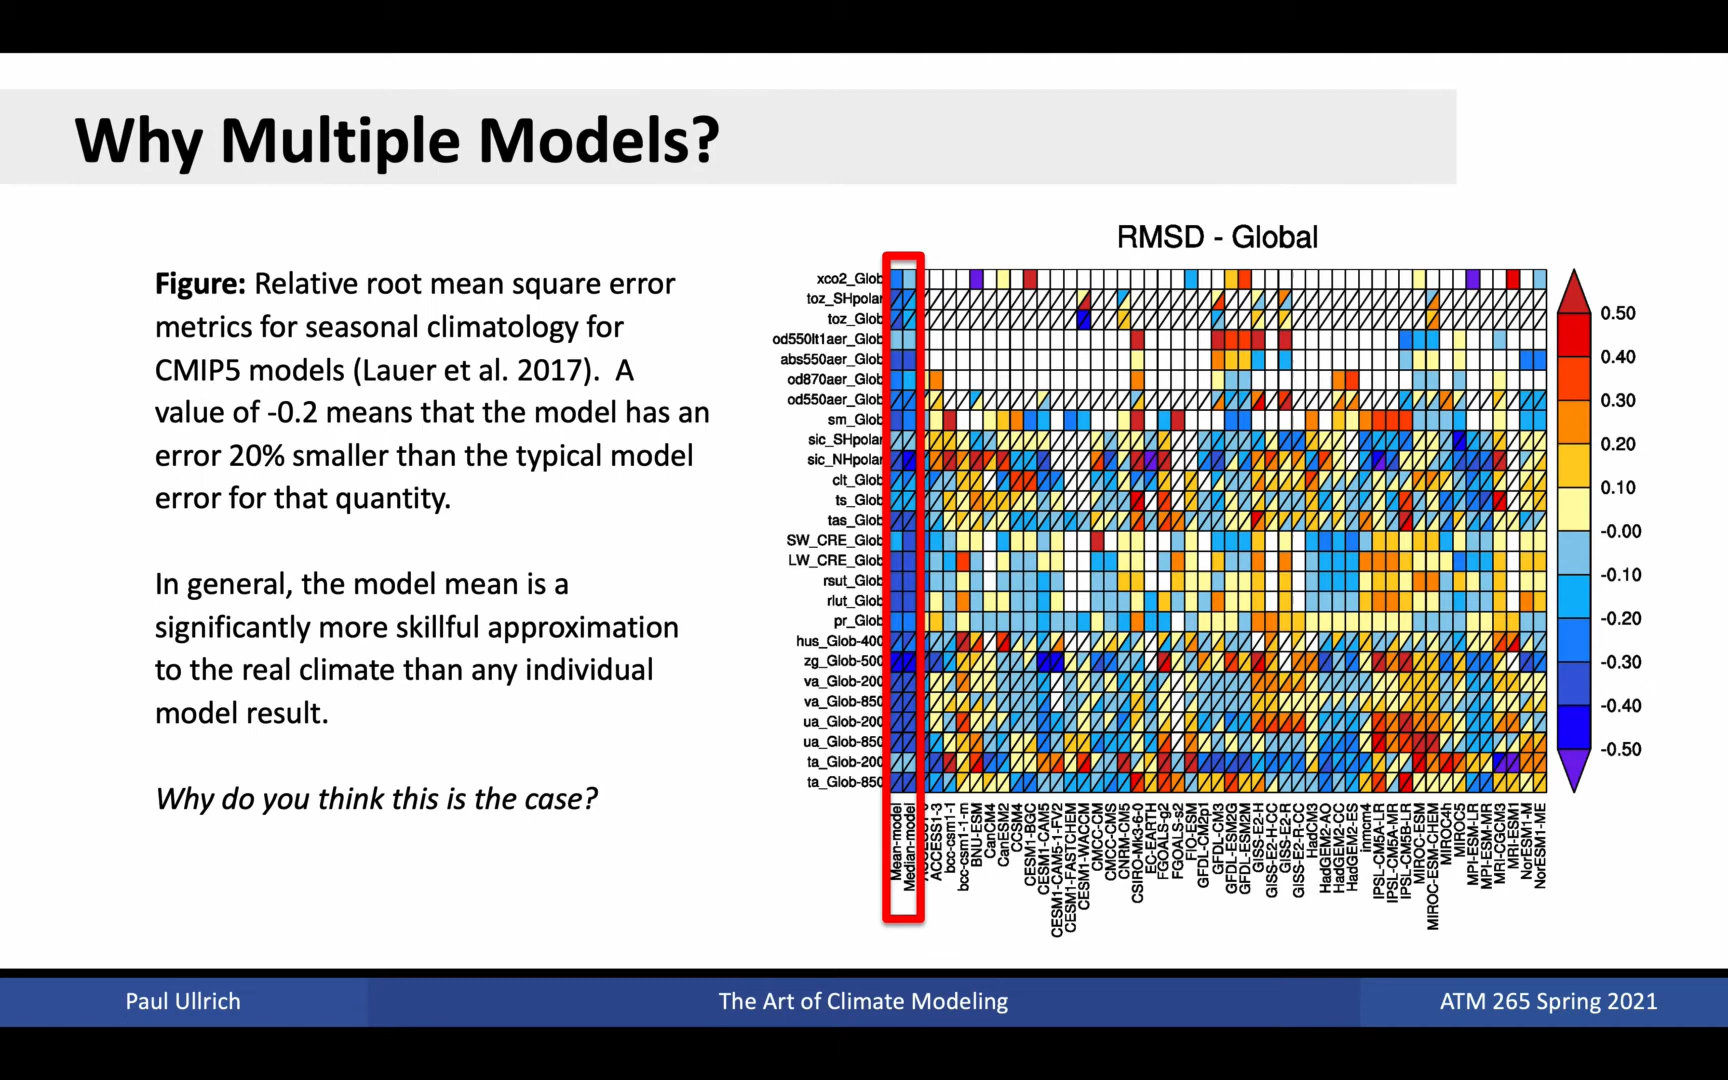 Why Multiple Models?
Figure: Relative root mean square error
metrics for seasonal climatology for
CMIP5 models (Lauer et al. 2017). A
value of -0.2 means that the model has an
error 20% smaller than the typical model
error for that quantity.
In general, the model mean is a
significantly more skillful approximation
to the real climate than any individual
model result.
Why do you think this is the case?
RMSD - Global
xco2_Glob
toz_SHpolar
toz_Glob
od550lt1aer_Glob
abs550aer_Glob
od870aer_Glob
od550aer_Glob
sm_Glob
sic_SHpolar
sic_NHpolar
clt_Glob
ts_Glob
tas_Glob
SW_CRE_Glob
LW_CRE_Glob
rsut_Glob
rlut_Glob
pr_Glob
hus_Glob-400
zg_Glob-500
va_Glob-200
va_Glob-850
ua_Glob-200
ua_Glob-850
ta_Glob-200
ta_Glob-850
Mean-model
Median-model
ACCESS1-3
bcc-csm1-1
bcc-csm1-1-m
BNU-ESM
CanCM4
CanESM2
CCSM4
CESM1-BGC
CESM1-CAM5
CESM1-CAM5-1-FV2
CESM1-FASTCHEM
CESM1-WACCM
CMCC-CM
CMCC-CMS
CNRM-CM5
CSIRO-Mk3-6-0
EC-EARTH
FGOALS-g2
FGOALS-s2
FIO-ESM
GFDL-CM2p1
GFDL-CM3
GFDL-ESM2G
GFDL-ESM2M
GISS-E2-H
GISS-E2-H-CC
GISS-E2-R
GISS-E2-R-CC
HadCM3
HadGEM2-AO
HadGEM2-CC
HadGEM2-ES
inmcm4
IPSL-CM5A-LR
IPSL-CM5A-MR
IPSL-CM5B-LR
MIROC-ESM
MIROC-ESM-CHEM
MIROC4h
MIROC5
MPI-ESM-LR
MPI-ESM-MR
MRI-CGCM3
MRI-ESM1
NorESM1-M
NorESM1-ME
0.50
0.40
0.30
0.20
0.10
-0.00
-0.10
-0.20
-0.30
-0.40
-0.50
Paul Ullrich
The Art of Climate Modeling
ATM 265 Spring 2021